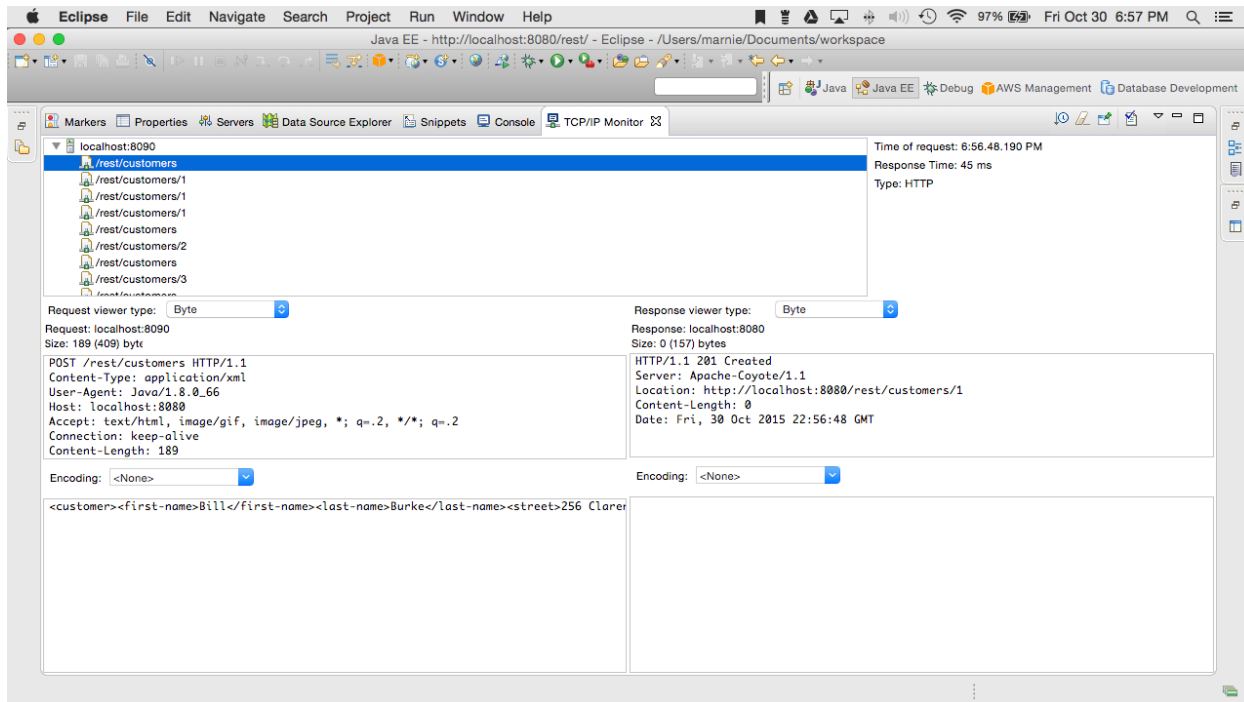 Eclipse File Edit Navigate Search Project Run Window Help 97% Fri Oct 30 6:57 PM
Java EE - http://localhost:8080/rest/ - Eclipse - /Users/marnie/Documents/workspace
Java Java EE Debug AWS Management Database Development
Markers Properties Servers Data Source Explorer Snippets Console TCP/IP Monitor
localhost:8090
/rest/customers
/rest/customers/1
/rest/customers/1
/rest/customers/1
/rest/customers
/rest/customers/2
/rest/customers
/rest/customers/3
/rest/customers
Time of request: 6:56.48.190 PM
Response Time: 45 ms
Type: HTTP
Request viewer type: Byte
Request: localhost:8090
Size: 189 (409) byte
POST /rest/customers HTTP/1.1
Content-Type: application/xml
User-Agent: Java/1.8.0_66
Host: localhost:8080
Accept: text/html, image/gif, image/jpeg, *; q=.2, */*; q=.2
Connection: keep-alive
Content-Length: 189
Encoding: <None>
<customer><first-name>Bill</first-name><last-name>Burke</last-name><street>256 Claren
Response viewer type: Byte
Response: localhost:8080
Size: 0 (157) bytes
HTTP/1.1 201 Created
Server: Apache-Coyote/1.1
Location: http://localhost:8080/rest/customers/1
Content-Length: 0
Date: Fri, 30 Oct 2015 22:56:48 GMT
Encoding: <None>